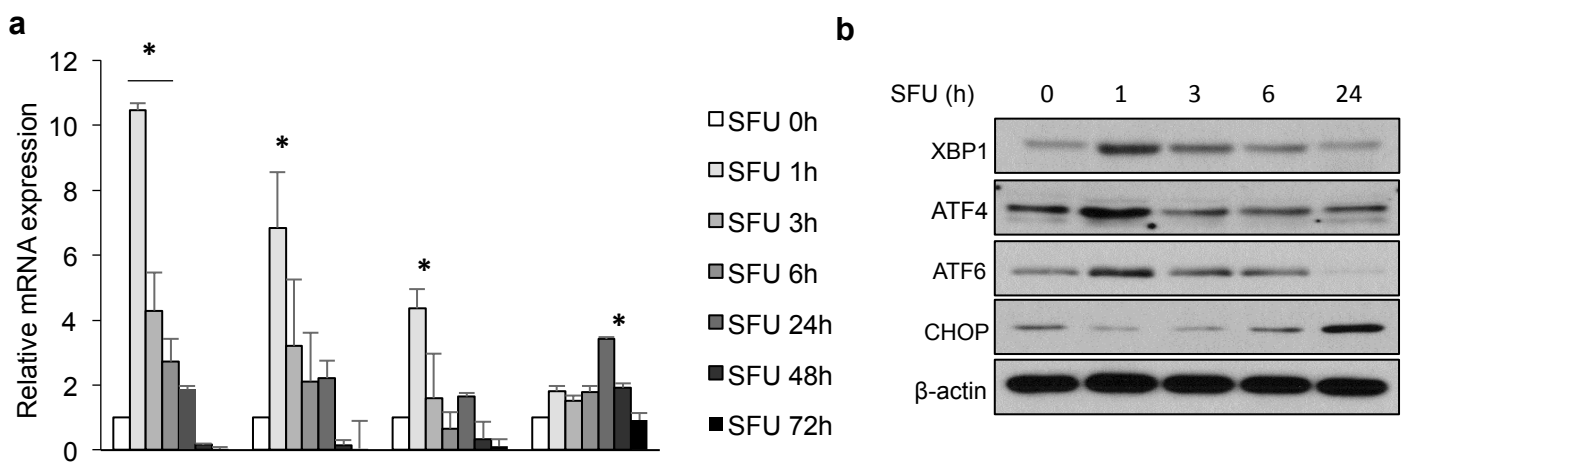 a
*
*
*
*
12
10
8
6
4
2
0
Relative mRNA expression
SFU 0h
SFU 1h
SFU 3h
SFU 6h
SFU 24h
SFU 48h
SFU 72h
b
SFU (h) 0 1 3 6 24
XBP1
ATF4
ATF6
CHOP
β-actin